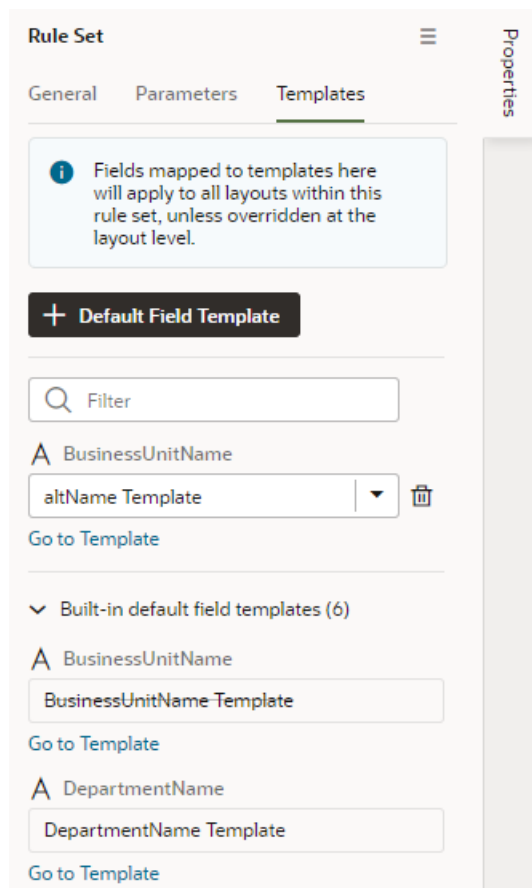 Rule Set
Properties
General Parameters Templates
Fields mapped to templates here
will apply to all layouts within this
rule set, unless overridden at the
layout level.
+ Default Field Template
Filter
A BusinessUnitName
altName Template
Go to Template
Built-in default field templates (6)
A BusinessUnitName
BusinessUnitName Template
Go to Template
A DepartmentName
DepartmentName Template
Go to Template